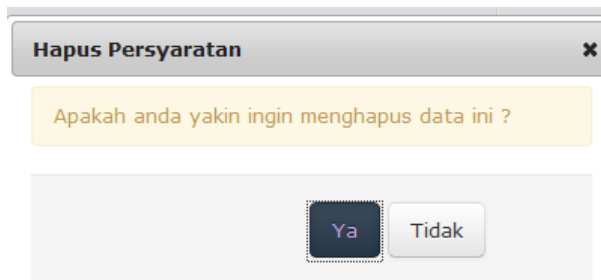 Hapus Persyaratan
Apakah anda yakin ingin menghapus data ini ?
Ya Tidak